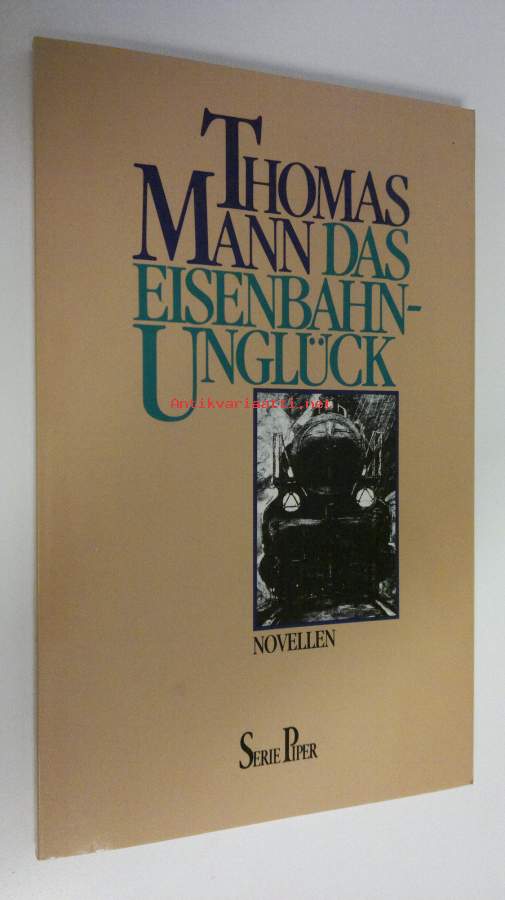 THOMAS
MANN DAS
EISENBAHN-
UNGLÜCK
Antikvariaatti.net
NOVELLEN
SERIE PIPER